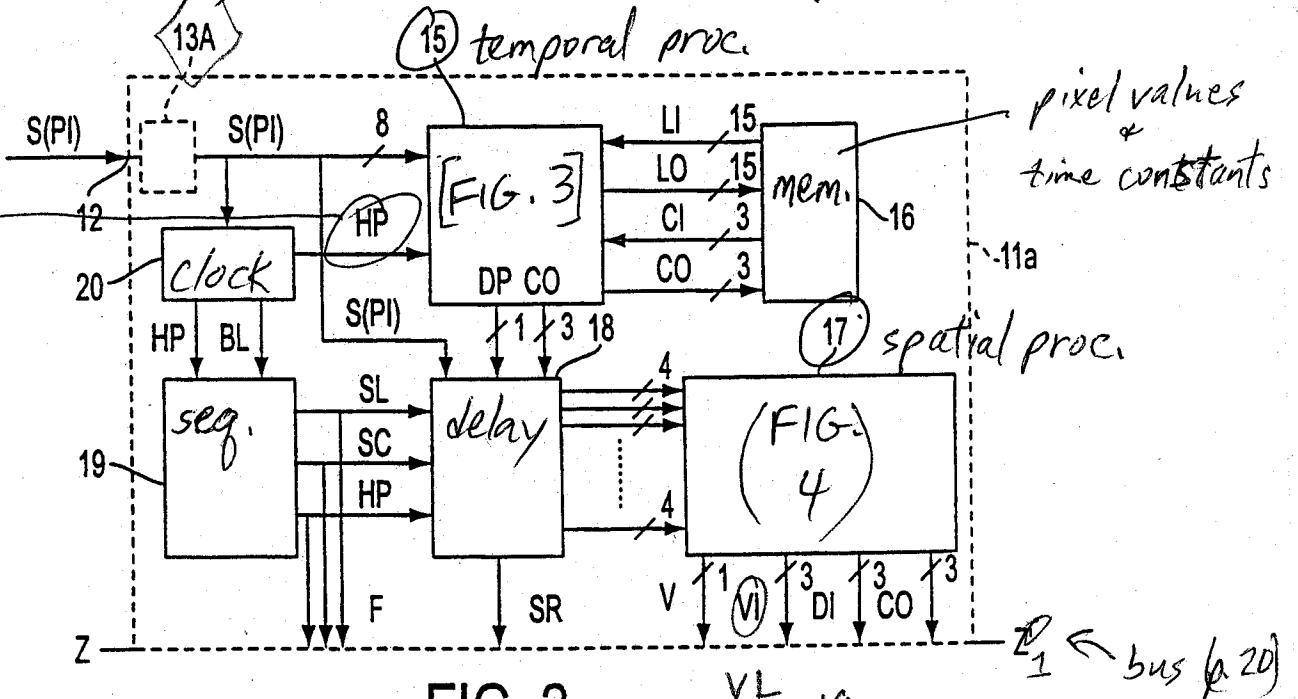 13A
15 temporal proc.
S(PI) S(PI) 8
LI 15
LO 15
CI 3
CO 3
[FIG. 3]
mem.
pixel values
&
time constants
12
HP
16
11a
20 clock
DP CO
1 3 18
S(PI)
HP BL
17 spatial proc.
seq.
19
SL
SC
HP
delay
4
4
(FIG.
4)
F
SR
V 1 Vi 3 DI 3 CO 3
Z
1 bus (p. 20)
FIG. 2
VL